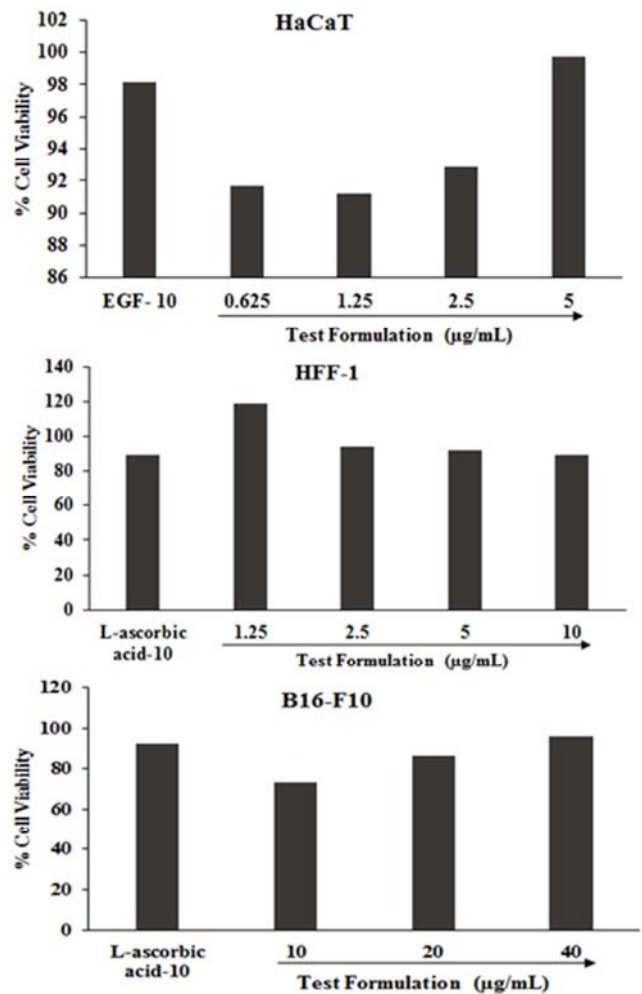 HaCaT
% Cell Viability
102
100
98
96
94
92
90
88
86
EGF- 10 0.625 1.25 2.5 5
Test Formulation (µg/mL)
HFF-1
% Cell Viability
140
120
100
80
60
40
20
0
L-ascorbic 1.25 2.5 5 10
acid-10
Test Formulation (µg/mL)
B16-F10
% Cell Viability
120
100
80
60
40
20
0
L-ascorbic 10 20 40
acid-10
Test Formulation (µg/mL)